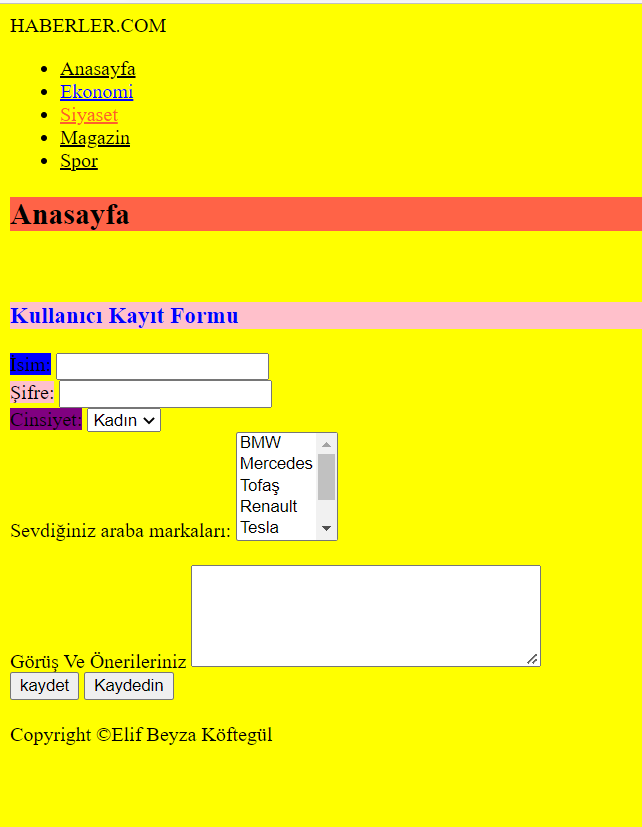 HABERLER.COM
Anasayfa
Ekonomi
Siyaset
Magazin
Spor
Anasayfa
Kullanıcı Kayıt Formu
İsim:
Şifre:
Cinsiyet: Kadın
BMW
Mercedes
Tofaş
Renault
Tesla
Sevdiğiniz araba markaları:
Görüş Ve Önerileriniz
kaydet Kaydedin
Copyright ©Elif Beyza Köftegül